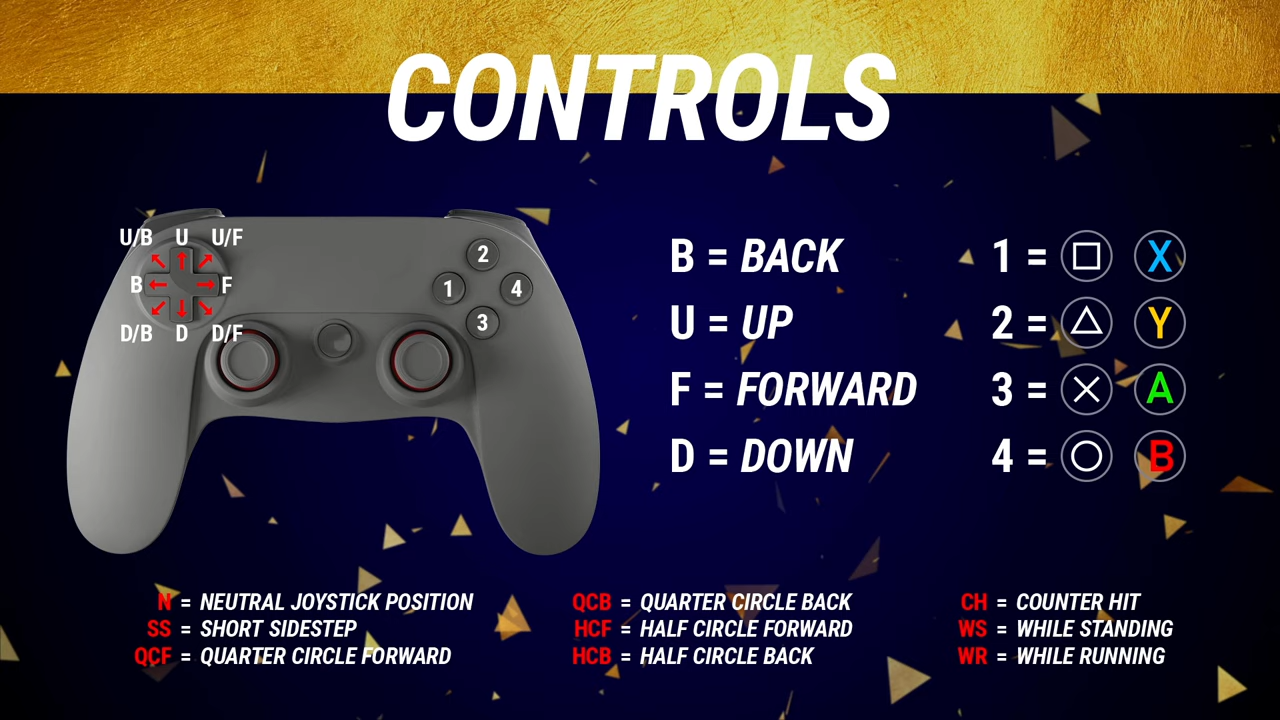 CONTROLS
U/B U U/F
B F
D/B D D/F
2
1 4
3
B = BACK
U = UP
F = FORWARD
D = DOWN
1 = □ X
2 = △ Y
3 = ✕ A
4 = ○ B
N = NEUTRAL JOYSTICK POSITION
SS = SHORT SIDESTEP
QCF = QUARTER CIRCLE FORWARD
QCB = QUARTER CIRCLE BACK
HCF = HALF CIRCLE FORWARD
HCB = HALF CIRCLE BACK
CH = COUNTER HIT
WS = WHILE STANDING
WR = WHILE RUNNING